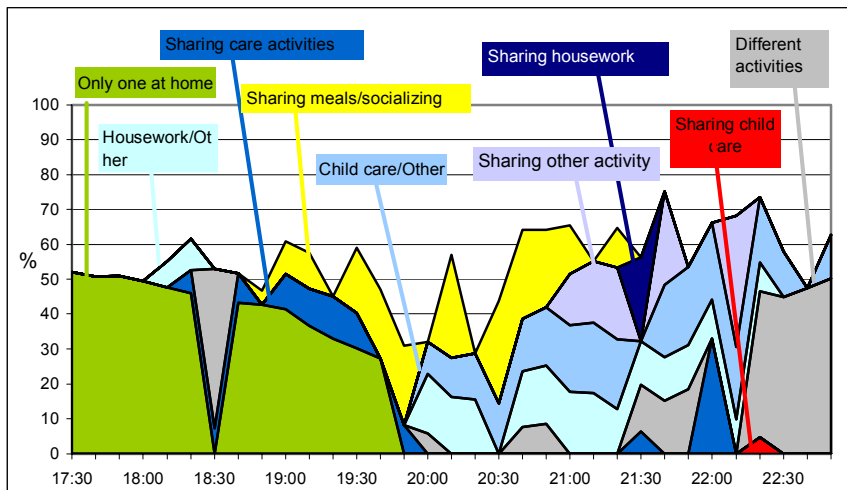 Sharing care activities
Different
activities
Sharing housework
Only one at home
Sharing meals/socializing
Sharing child
care
Housework/Ot
her
Child care/Other
Sharing other activity
100
90
80
70
60
%
50
40
30
20
10
0
17:30 18:00 18:30 19:00 19:30 20:00 20:30 21:00 21:30 22:00 22:30